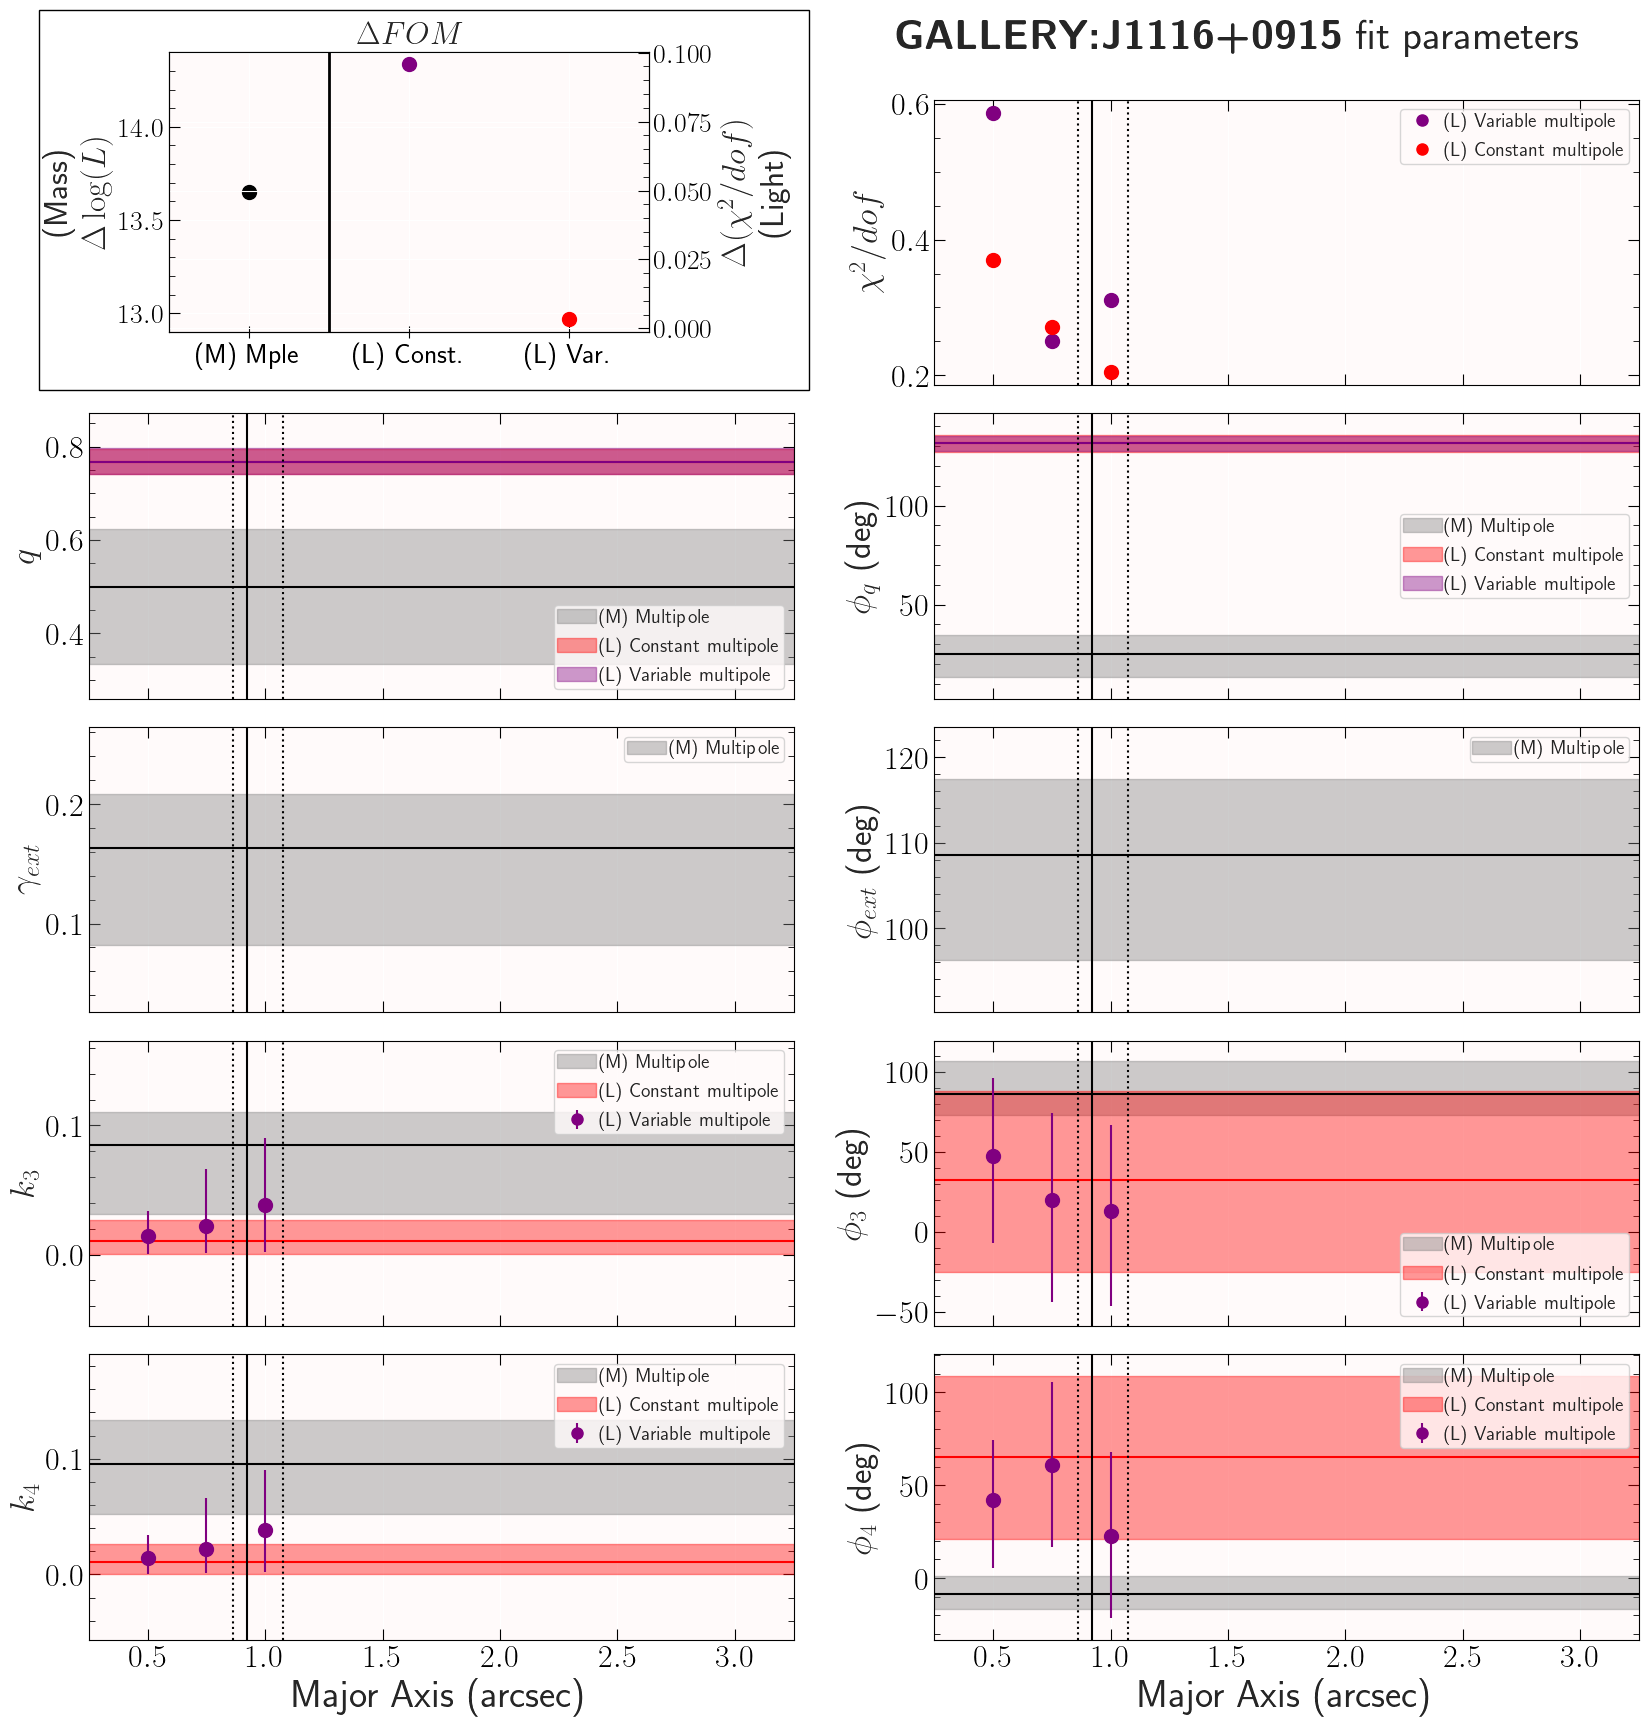 GALLERY:J1116+0915 fit parameters
ΔFOM
(Mass)
Δ log(L)
14.0
13.5
13.0
0.100
0.075
0.050
0.025
0.000
Δ(χ²/dof)
(Light)
(M) Mple
(L) Const.
(L) Var.
χ²/dof
0.6
0.4
0.2
(L) Variable multipole
(L) Constant multipole
q
0.8
0.6
0.4
(M) Multipole
(L) Constant multipole
(L) Variable multipole
ϕ_q (deg)
100
50
(M) Multipole
(L) Constant multipole
(L) Variable multipole
γ_ext
0.2
0.1
(M) Multipole
ϕ_ext (deg)
120
110
100
(M) Multipole
k₃
0.1
0.0
(M) Multipole
(L) Constant multipole
(L) Variable multipole
ϕ₃ (deg)
100
50
0
−50
(M) Multipole
(L) Constant multipole
(L) Variable multipole
k₄
0.1
0.0
(M) Multipole
(L) Constant multipole
(L) Variable multipole
0.5 1.0 1.5 2.0 2.5 3.0
Major Axis (arcsec)
ϕ₄ (deg)
100
50
0
(M) Multipole
(L) Constant multipole
(L) Variable multipole
0.5 1.0 1.5 2.0 2.5 3.0
Major Axis (arcsec)